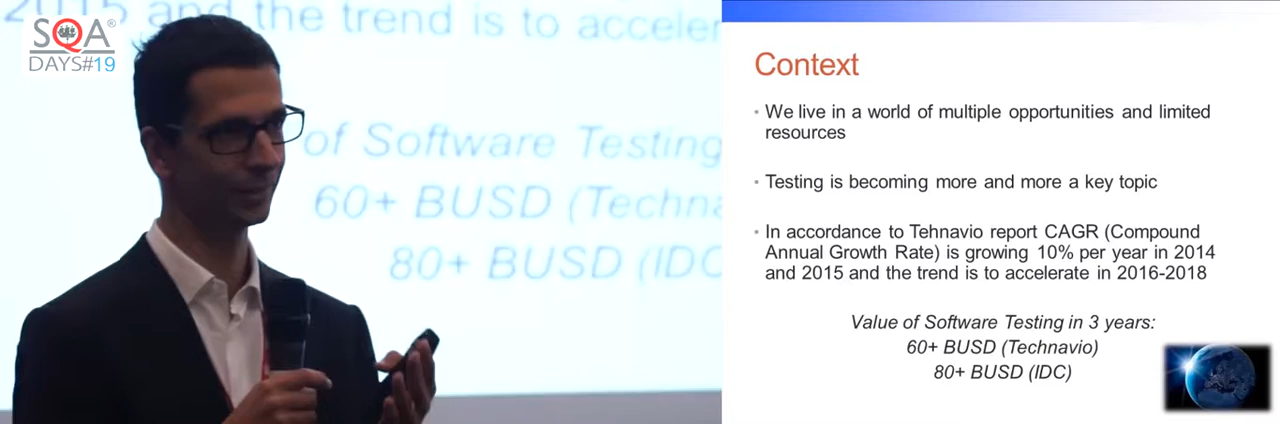 2015 and the trend is to acceler
SQA®
DAYS#19
of Software Testing
60+ BUSD (Techna
80+ BUSD (IDC
Context
• We live in a world of multiple opportunities and limited
resources
• Testing is becoming more and more a key topic
• In accordance to Tehnavio report CAGR (Compound
Annual Growth Rate) is growing 10% per year in 2014
and 2015 and the trend is to accelerate in 2016-2018
Value of Software Testing in 3 years:
60+ BUSD (Technavio)
80+ BUSD (IDC)